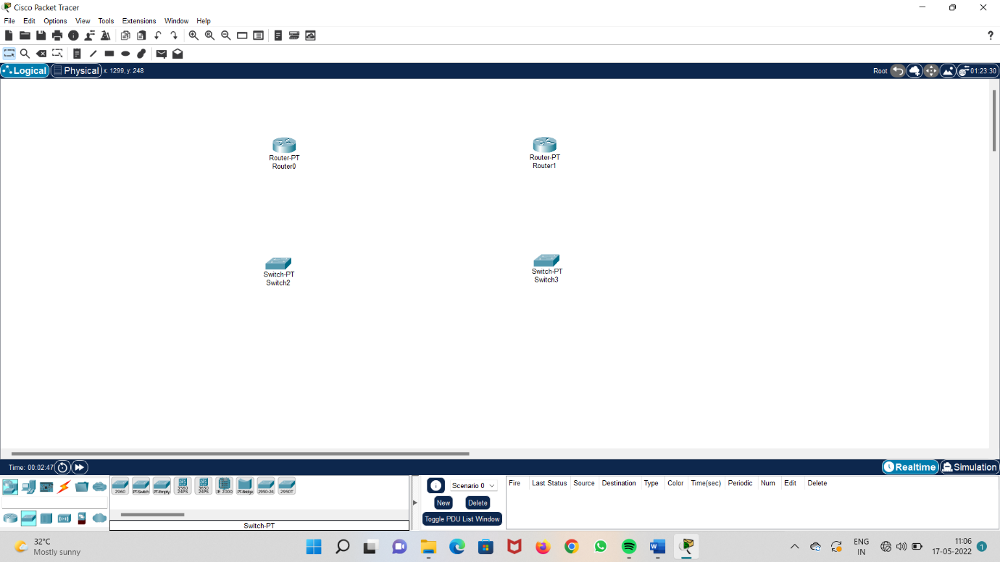 Cisco Packet Tracer
File Edit Options View Tools Extensions Window Help
?
Logical Physical x: 1299, y: 248 Root 01:23:30
Router-PT
Router0
Router-PT
Router1
Switch-PT
Switch2
Switch-PT
Switch3
Time: 00:02:47 Realtime Simulation
2960 PT-Switch PT-Empty 3560 24PS 3650 24PS IE 2000 PT-Bridge 2950-24 2950T
Switch-PT
Scenario 0
New Delete
Toggle PDU List Window
Fire Last Status Source Destination Type Color Time(sec) Periodic Num Edit Delete
32°C
Mostly sunny
ENG
IN
11:06
17-05-2022
1